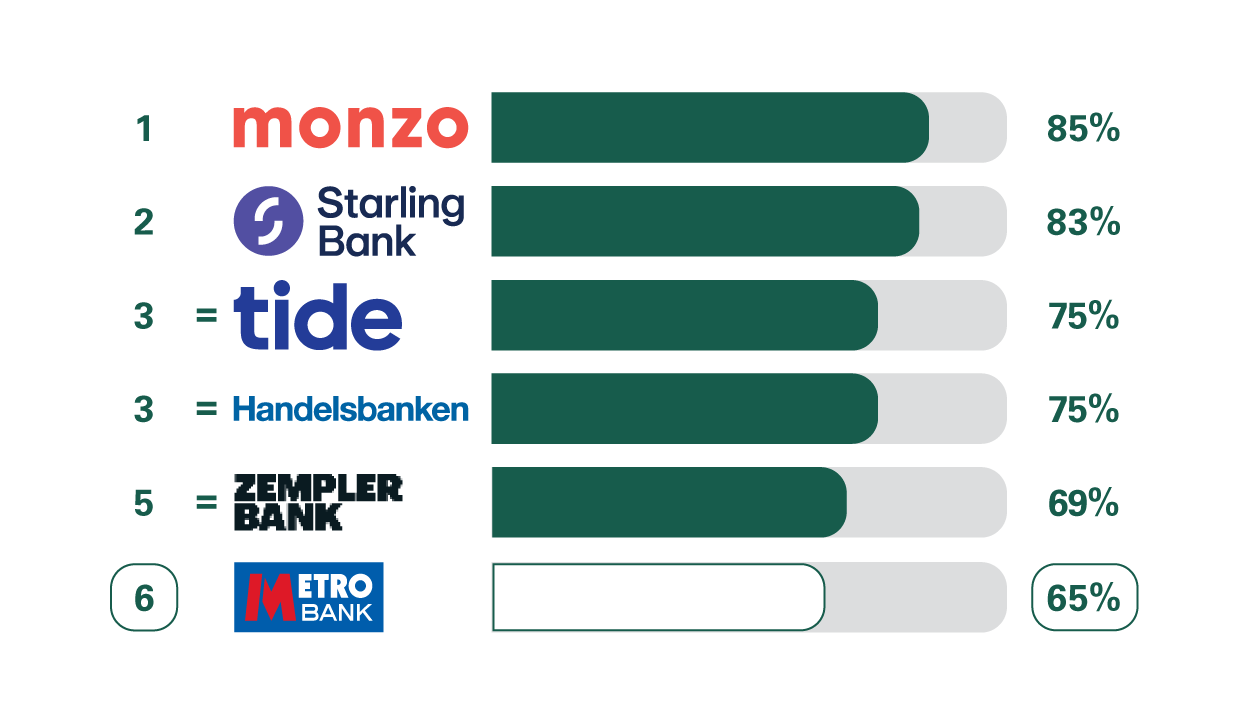 1 monzo 85%
2 Starling Bank 83%
3 = tide 75%
3 = Handelsbanken 75%
5 = ZEMPLER BANK 69%
6 METRO BANK 65%